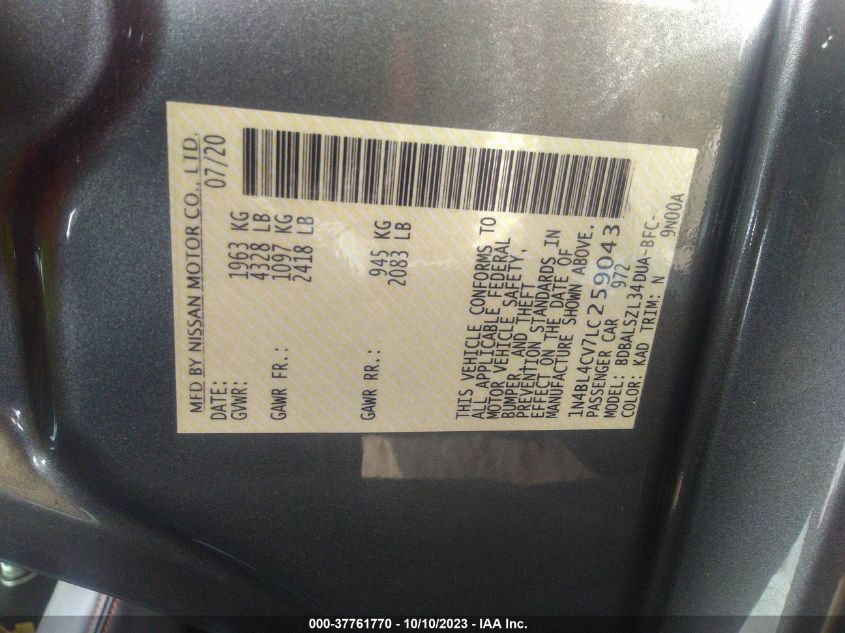 MFD BY NISSAN MOTOR CO., LTD.
DATE: 07/20
GVWR: 1963 KG
4328 LB
GAWR FR.: 1097 KG
2418 LB
GAWR RR.: 945 KG
2083 LB
THIS VEHICLE CONFORMS TO
ALL APPLICABLE FEDERAL
MOTOR VEHICLE SAFETY,
BUMPER, AND THEFT
PREVENTION STANDARDS IN
EFFECT ON THE DATE OF
MANUFACTURE SHOWN ABOVE.
1N4BL4CV7LC259043
PASSENGER CAR 972
MODEL: BDBALSZL34DUA-BFC-
COLOR: KAD TRIM: N 9N00A
000-37761770 - 10/10/2023 - IAA Inc.